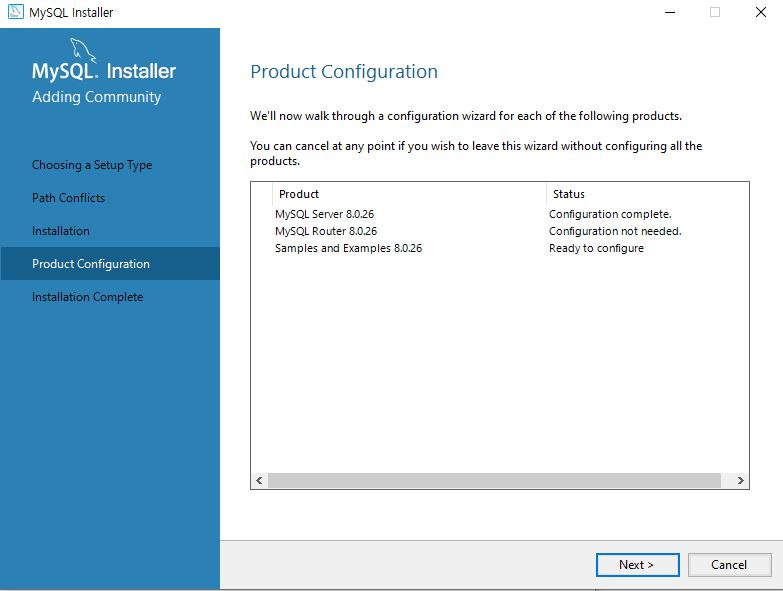 MySQL Installer
MySQL. Installer
Adding Community
Choosing a Setup Type
Path Conflicts
Installation
Product Configuration
Installation Complete
Product Configuration
We'll now walk through a configuration wizard for each of the following products.
You can cancel at any point if you wish to leave this wizard without configuring all the
products.
Product Status
MySQL Server 8.0.26 Configuration complete.
MySQL Router 8.0.26 Configuration not needed.
Samples and Examples 8.0.26 Ready to configure
Next > Cancel